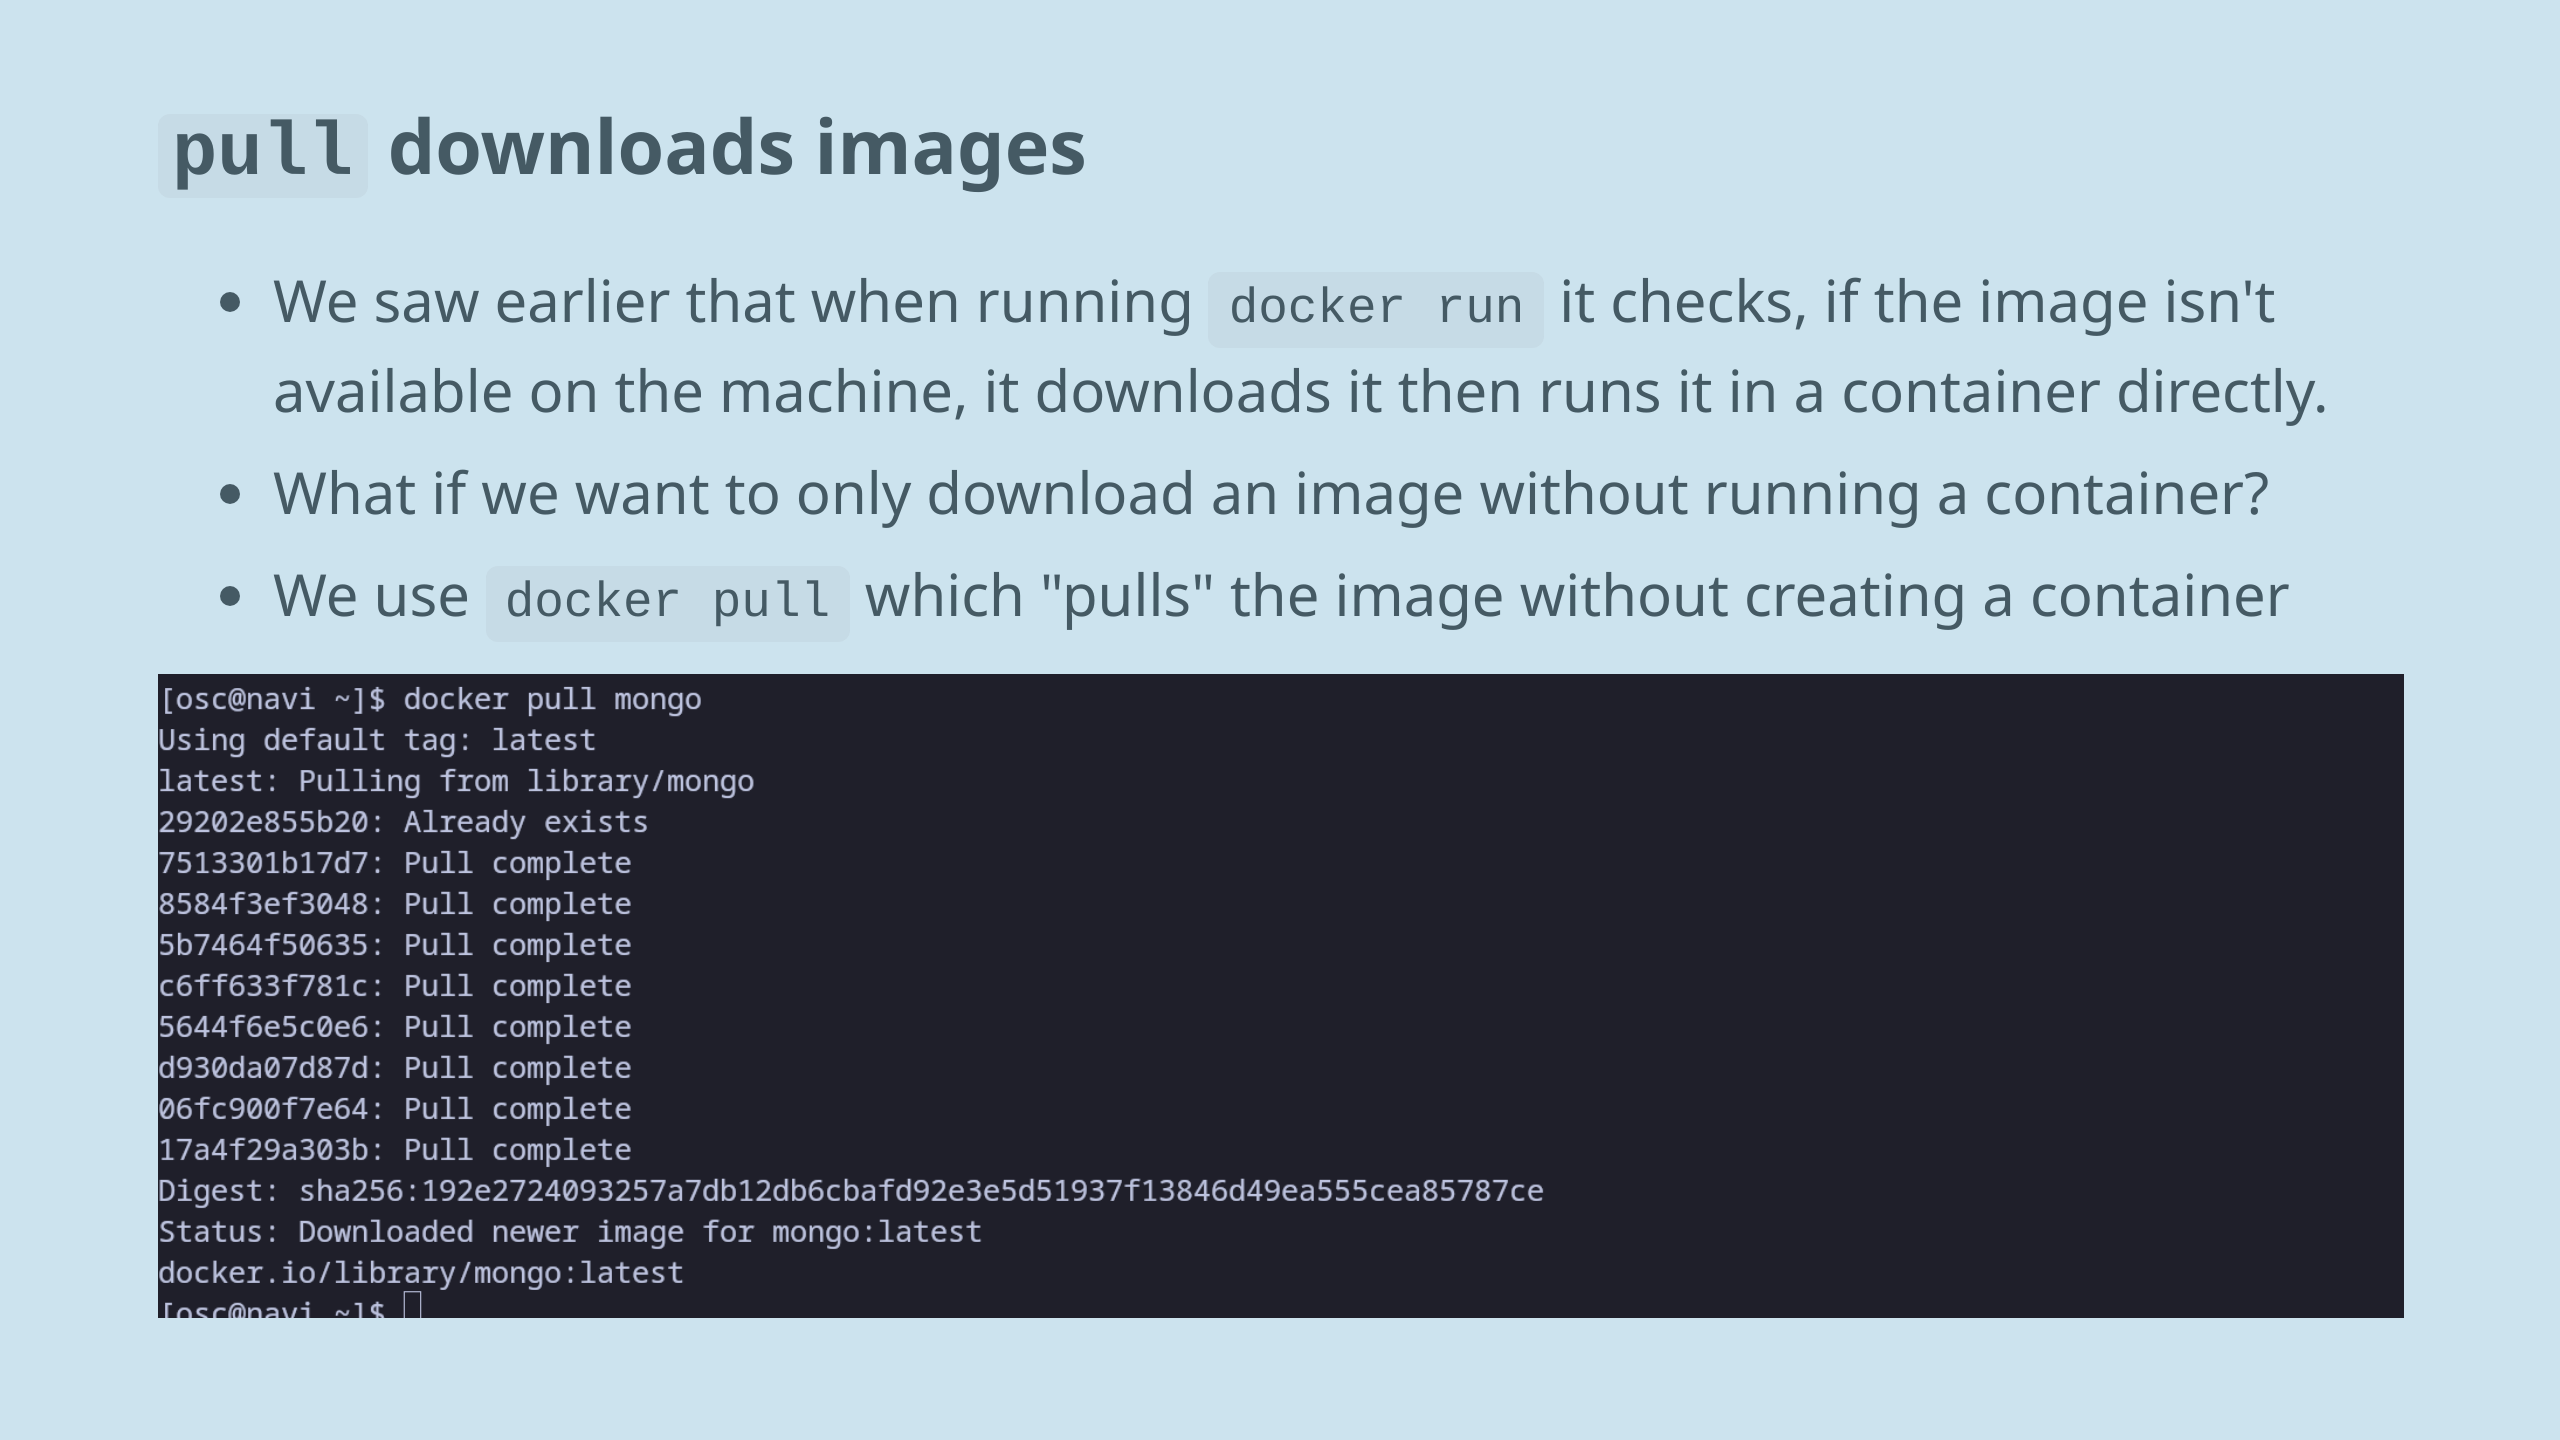 pull downloads images
We saw earlier that when running docker run it checks, if the image isn't
available on the machine, it downloads it then runs it in a container directly.
What if we want to only download an image without running a container?
We use docker pull which "pulls" the image without creating a container
[osc@navi ~]$ docker pull mongo
Using default tag: latest
latest: Pulling from library/mongo
29202e855b20: Already exists
7513301b17d7: Pull complete
8584f3ef3048: Pull complete
5b7464f50635: Pull complete
c6ff633f781c: Pull complete
5644f6e5c0e6: Pull complete
d930da07d87d: Pull complete
06fc900f7e64: Pull complete
17a4f29a303b: Pull complete
Digest: sha256:192e2724093257a7db12db6cbafd92e3e5d51937f13846d49ea555cea85787ce
Status: Downloaded newer image for mongo:latest
docker.io/library/mongo:latest
[osc@navi ~]$